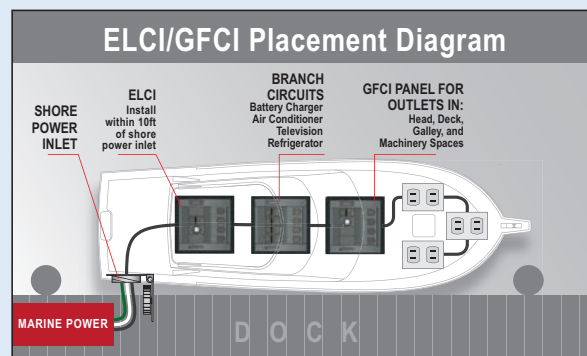 ELCI/GFCI Placement Diagram
SHORE
POWER
INLET
ELCI
Install
within 10ft
of shore
power inlet
BRANCH
CIRCUITS
Battery Charger
Air Conditioner
Television
Refrigerator
GFCI PANEL FOR
OUTLETS IN:
Head, Deck,
Galley, and
Machinery Spaces
MARINE POWER
DOCK